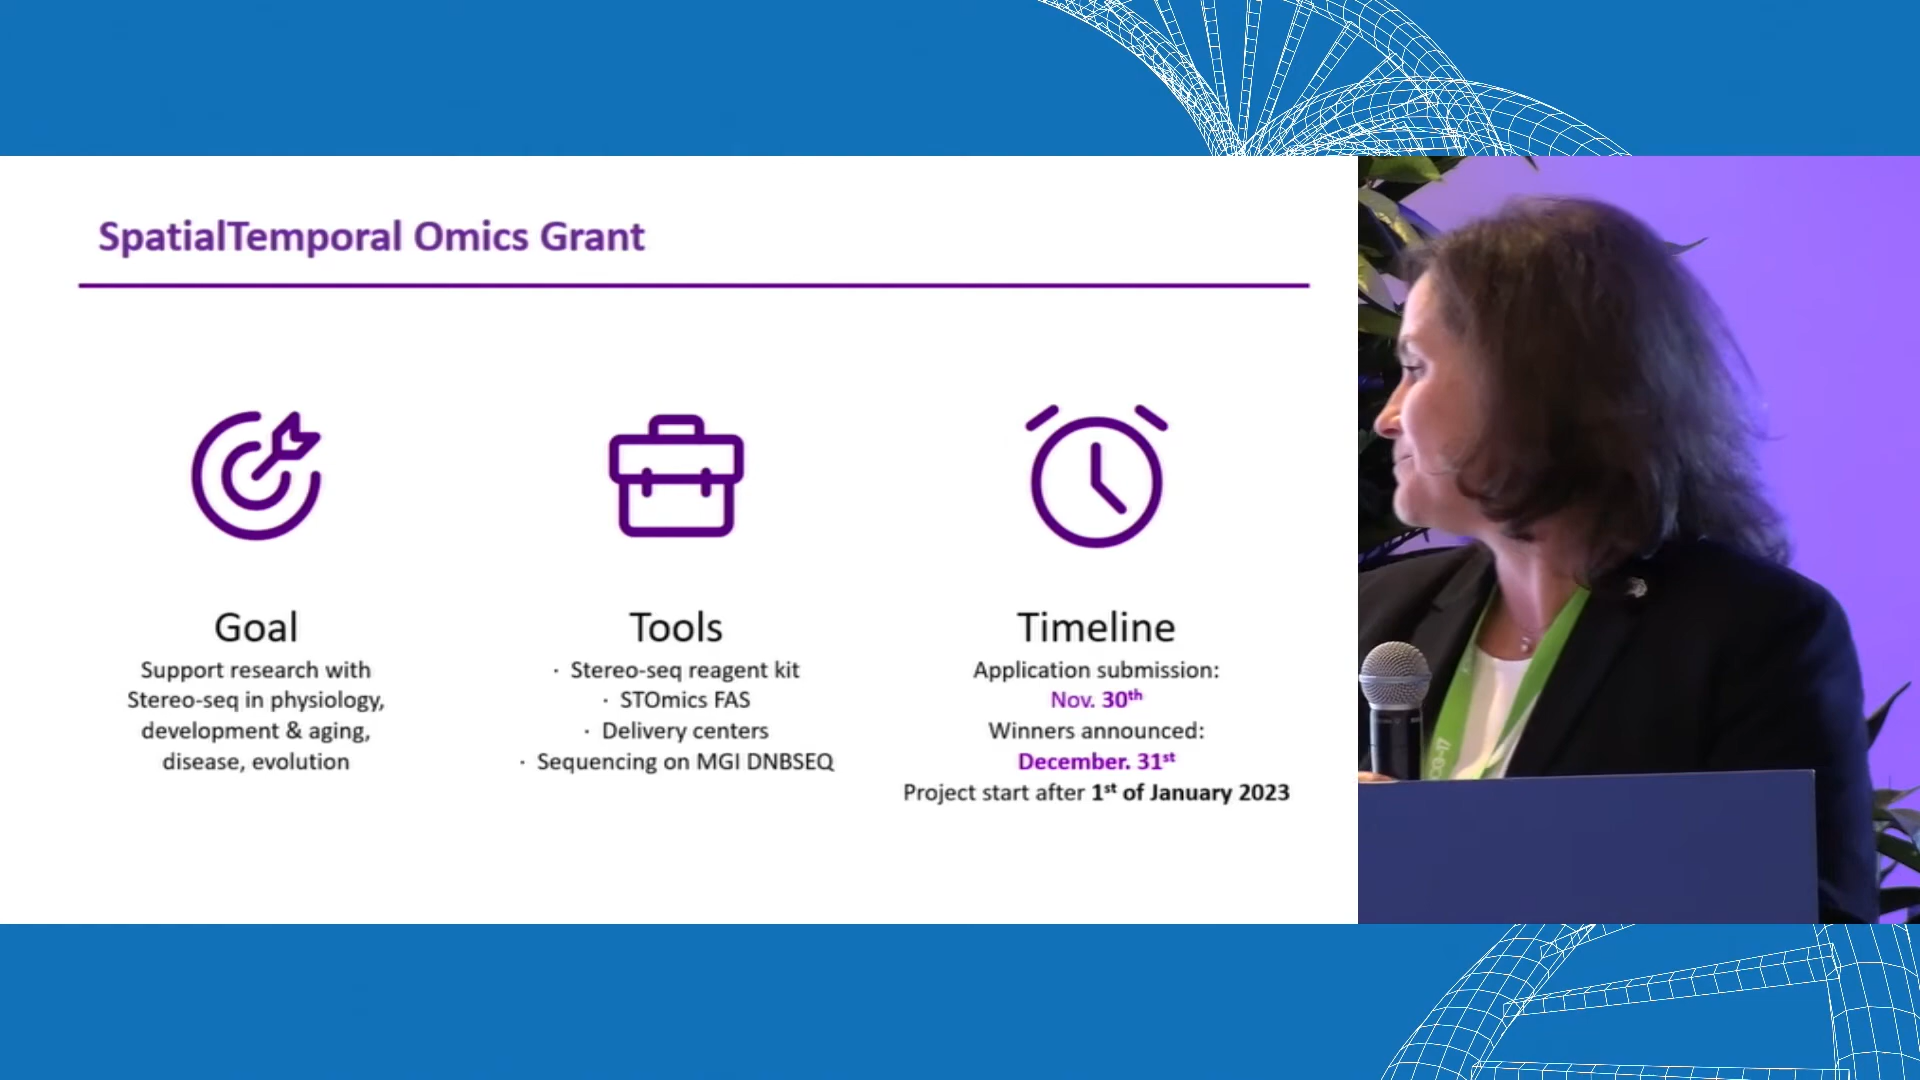 SpatialTemporal Omics Grant
Goal
Support research with
Stereo-seq in physiology,
development & aging,
disease, evolution
Tools
· Stereo-seq reagent kit
· STOmics FAS
· Delivery centers
· Sequencing on MGI DNBSEQ
Timeline
Application submission:
Nov. 30th
Winners announced:
December. 31st
Project start after 1st of January 2023
CG-17